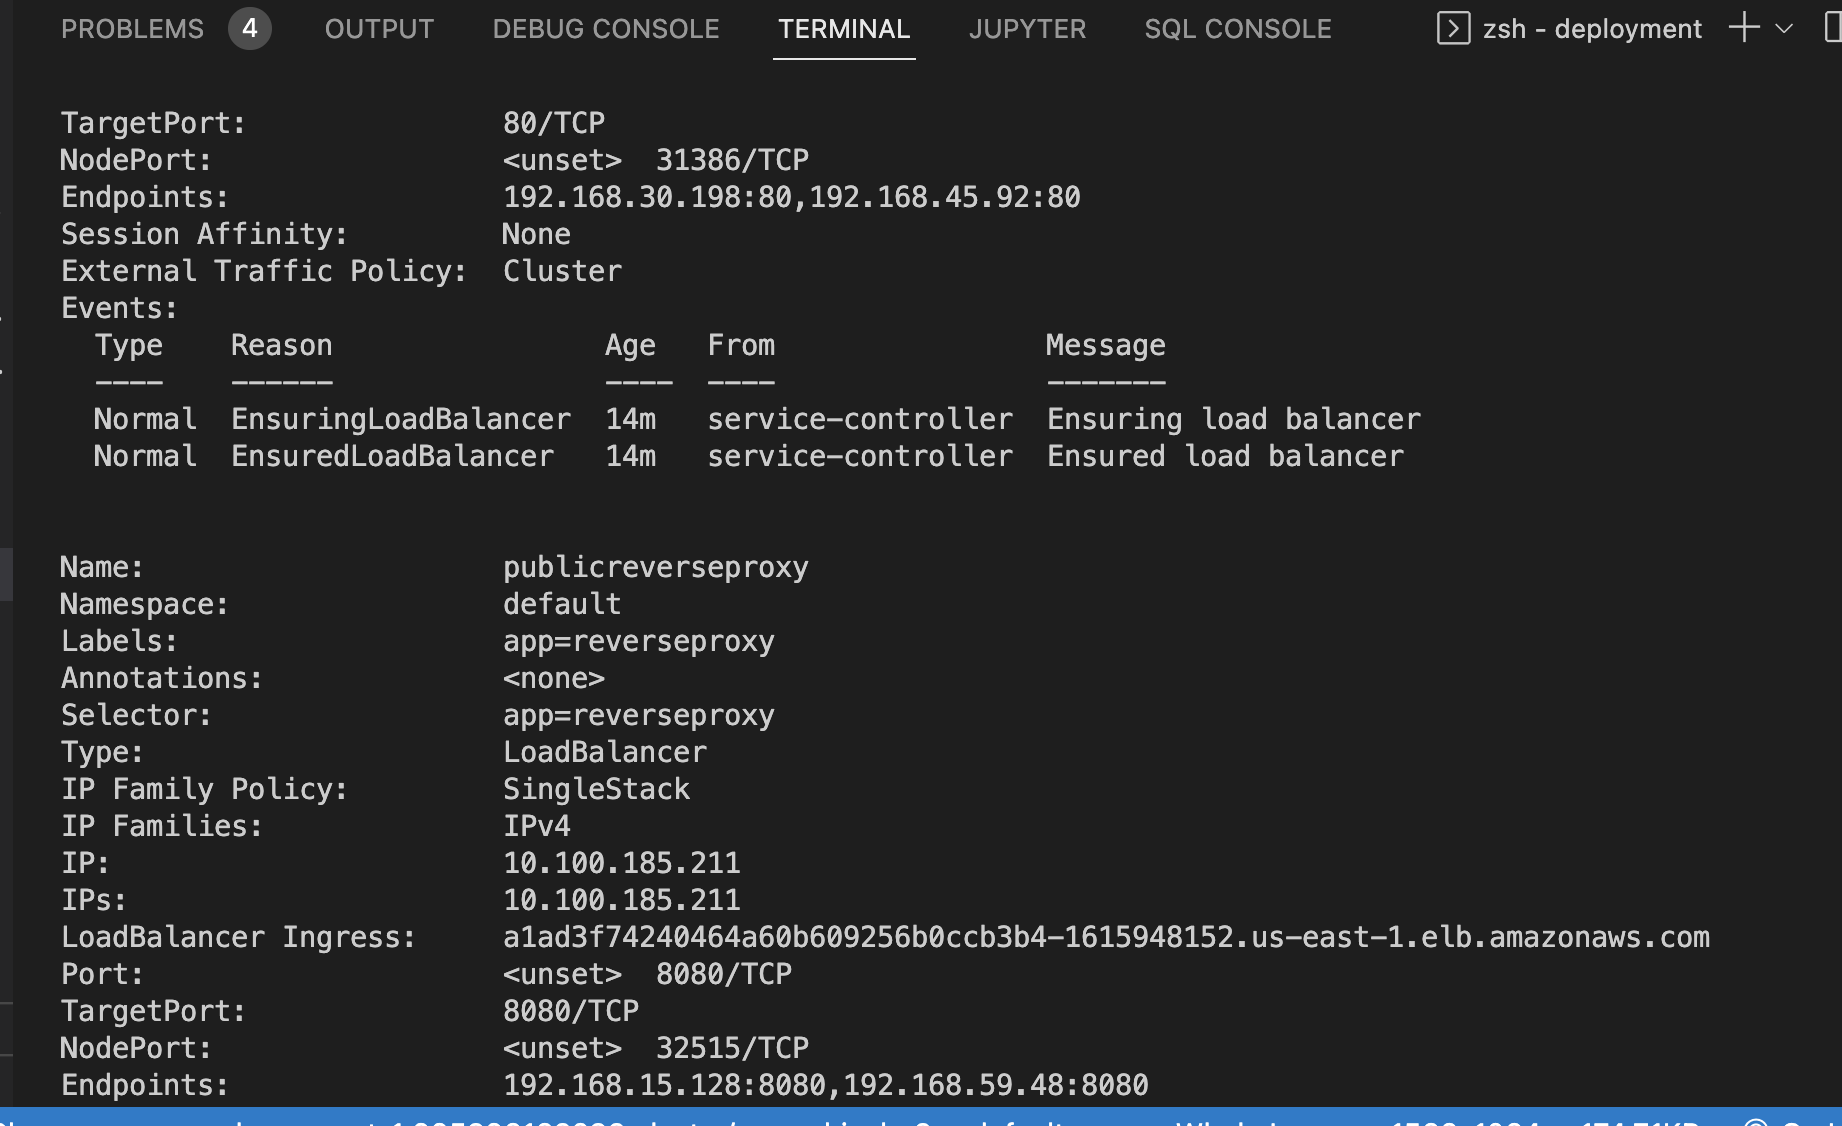 PROBLEMS 4 OUTPUT DEBUG CONSOLE TERMINAL JUPYTER SQL CONSOLE zsh - deployment
TargetPort: 80/TCP
NodePort: <unset> 31386/TCP
Endpoints: 192.168.30.198:80,192.168.45.92:80
Session Affinity: None
External Traffic Policy: Cluster
Events:
Type Reason Age From Message
---- ------ ---- ---- -------
Normal EnsuringLoadBalancer 14m service-controller Ensuring load balancer
Normal EnsuredLoadBalancer 14m service-controller Ensured load balancer
Name: publicreverseproxy
Namespace: default
Labels: app=reverseproxy
Annotations: <none>
Selector: app=reverseproxy
Type: LoadBalancer
IP Family Policy: SingleStack
IP Families: IPv4
IP: 10.100.185.211
IPs: 10.100.185.211
LoadBalancer Ingress: a1ad3f74240464a60b609256b0ccb3b4-1615948152.us-east-1.elb.amazonaws.com
Port: <unset> 8080/TCP
TargetPort: 8080/TCP
NodePort: <unset> 32515/TCP
Endpoints: 192.168.15.128:8080,192.168.59.48:8080